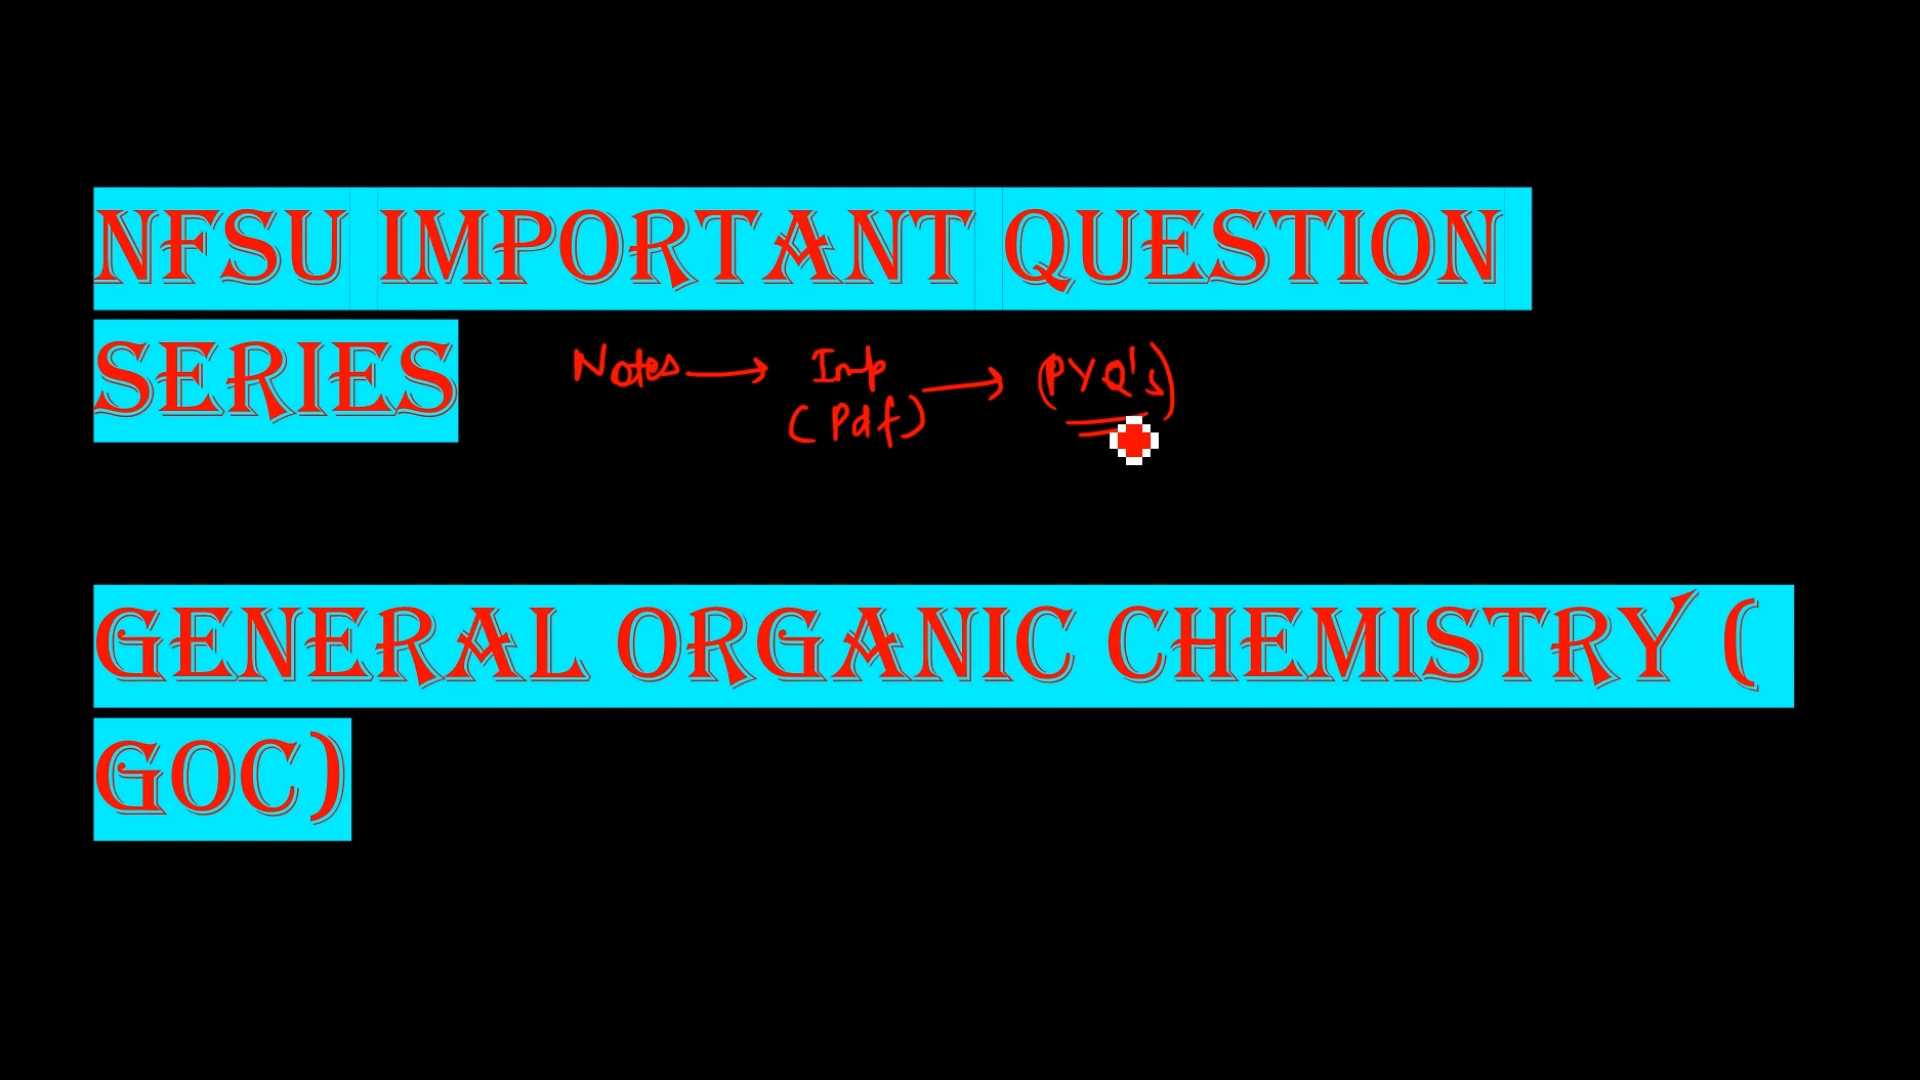 NFSU IMPORTANT QUESTION
SERIES
Notes → Imp → (PYQ's)
(Pdf)
GENERAL ORGANIC CHEMISTRY (
GOC)